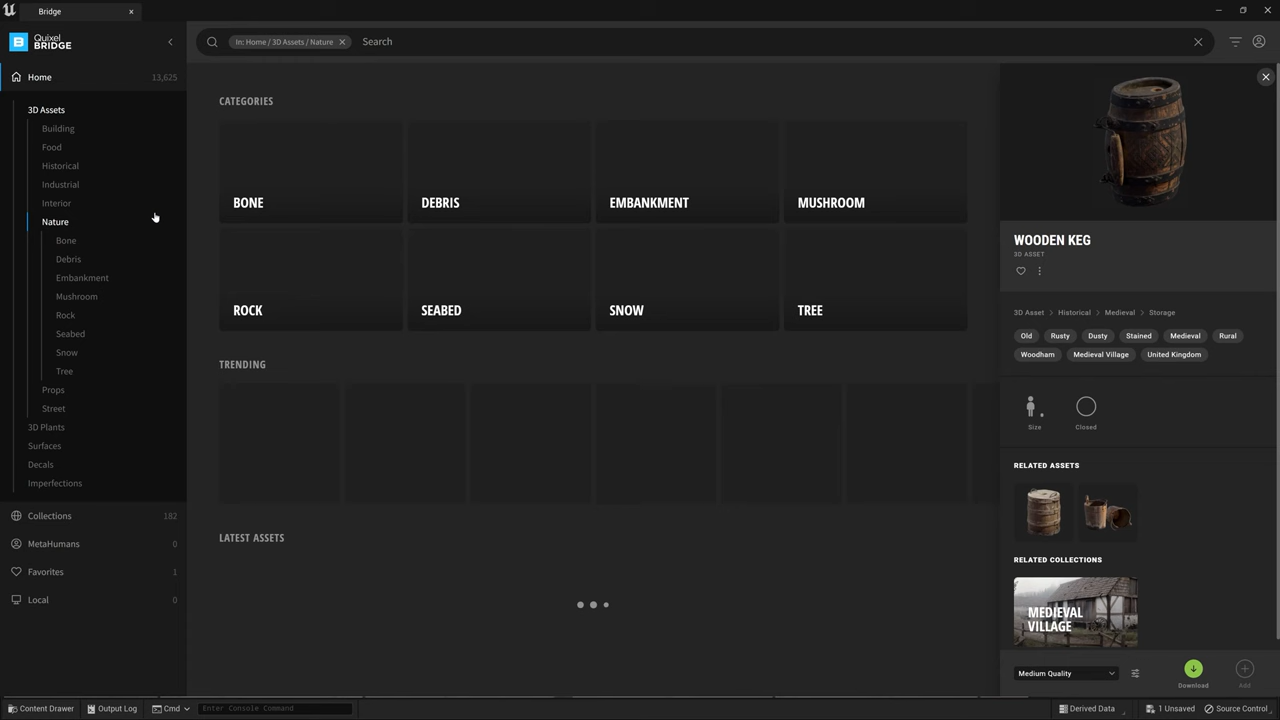 Bridge
Quixel
BRIDGE
In: Home / 3D Assets / Nature
Search
Home 13,625
3D Assets
Building
Food
Historical
Industrial
Interior
Nature
Bone
Debris
Embankment
Mushroom
Rock
Seabed
Snow
Tree
Props
Street
3D Plants
Surfaces
Decals
Imperfections
Collections 182
MetaHumans 0
Favorites 1
Local 0
CATEGORIES
BONE DEBRIS EMBANKMENT MUSHROOM
ROCK SEABED SNOW TREE
TRENDING
LATEST ASSETS
WOODEN KEG
3D ASSET
3D Asset > Historical > Medieval > Storage
Old Rusty Dusty Stained Medieval Rural
Woodham Medieval Village United Kingdom
Size Closed
RELATED ASSETS
RELATED COLLECTIONS
MEDIEVAL
VILLAGE
Medium Quality
Download Add
Content Drawer Output Log Cmd Enter Console Command Derived Data 1 Unsaved Source Control